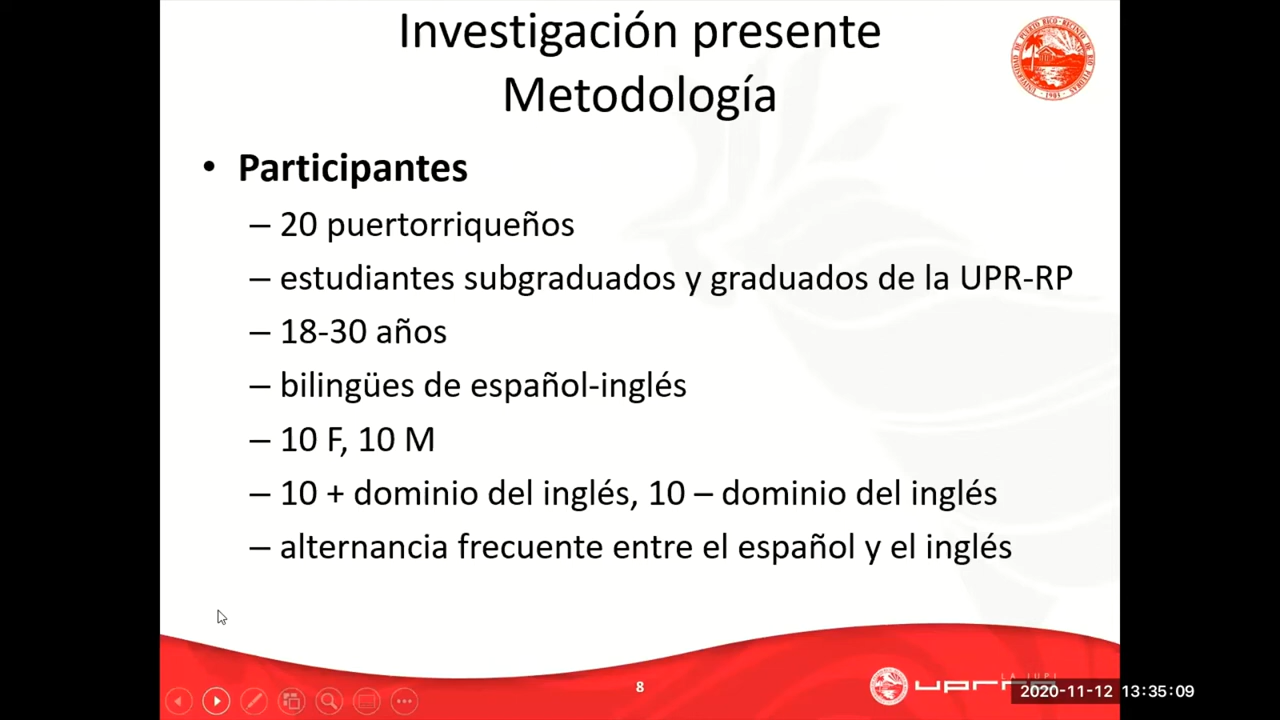 Investigación presente
Metodología
• Participantes
– 20 puertorriqueños
– estudiantes subgraduados y graduados de la UPR-RP
– 18-30 años
– bilingües de español-inglés
– 10 F, 10 M
– 10 + dominio del inglés, 10 – dominio del inglés
– alternancia frecuente entre el español y el inglés
8
LA IUPI
2020-11-12 13:35:09